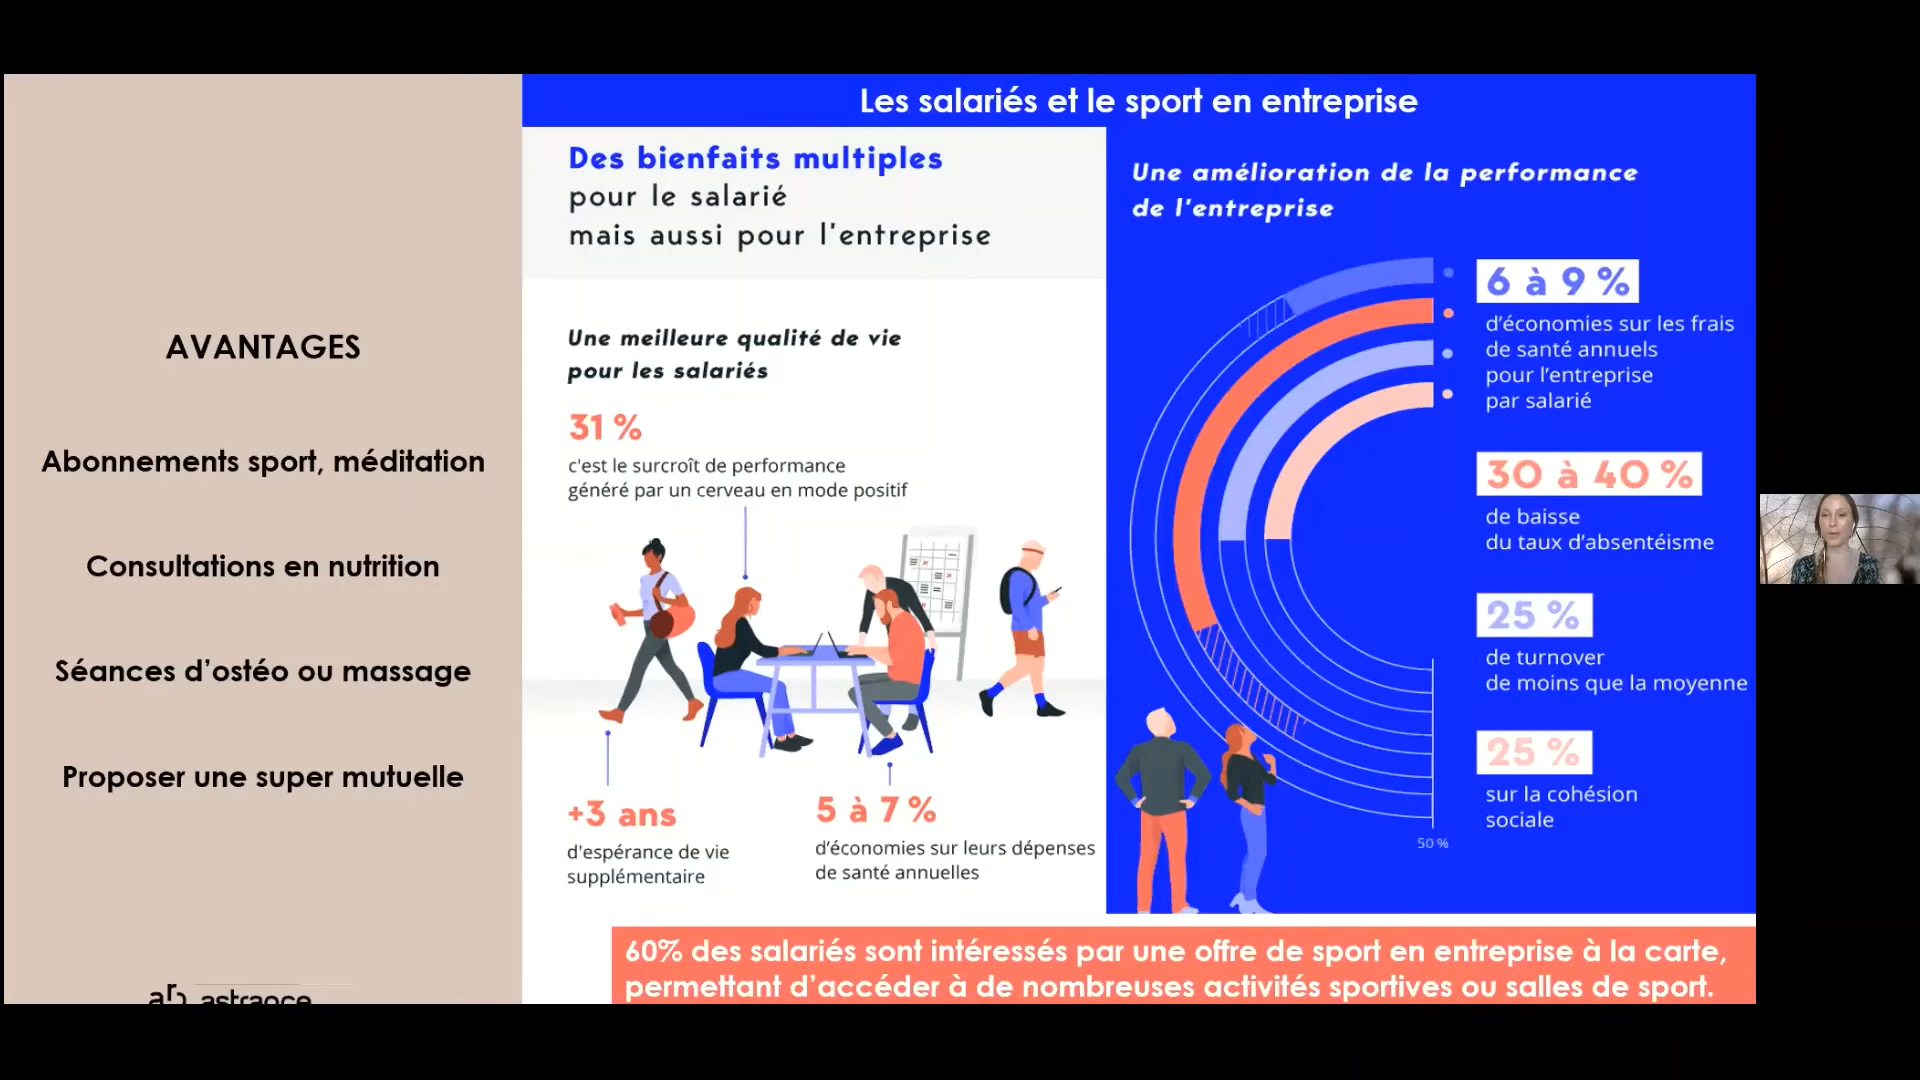 Les salariés et le sport en entreprise
AVANTAGES
Abonnements sport, méditation
Consultations en nutrition
Séances d’ostéo ou massage
Proposer une super mutuelle
astrance
Des bienfaits multiples
pour le salarié
mais aussi pour l'entreprise
Une meilleure qualité de vie
pour les salariés
31 %
c'est le surcroît de performance
généré par un cerveau en mode positif
+3 ans
d'espérance de vie
supplémentaire
5 à 7 %
d’économies sur leurs dépenses
de santé annuelles
Une amélioration de la performance
de l'entreprise
6 à 9 %
d’économies sur les frais
de santé annuels
pour l’entreprise
par salarié
30 à 40 %
de baisse
du taux d’absentéisme
25 %
de turnover
de moins que la moyenne
25 %
sur la cohésion
sociale
50 %
60% des salariés sont intéressés par une offre de sport en entreprise à la carte,
permettant d’accéder à de nombreuses activités sportives ou salles de sport.